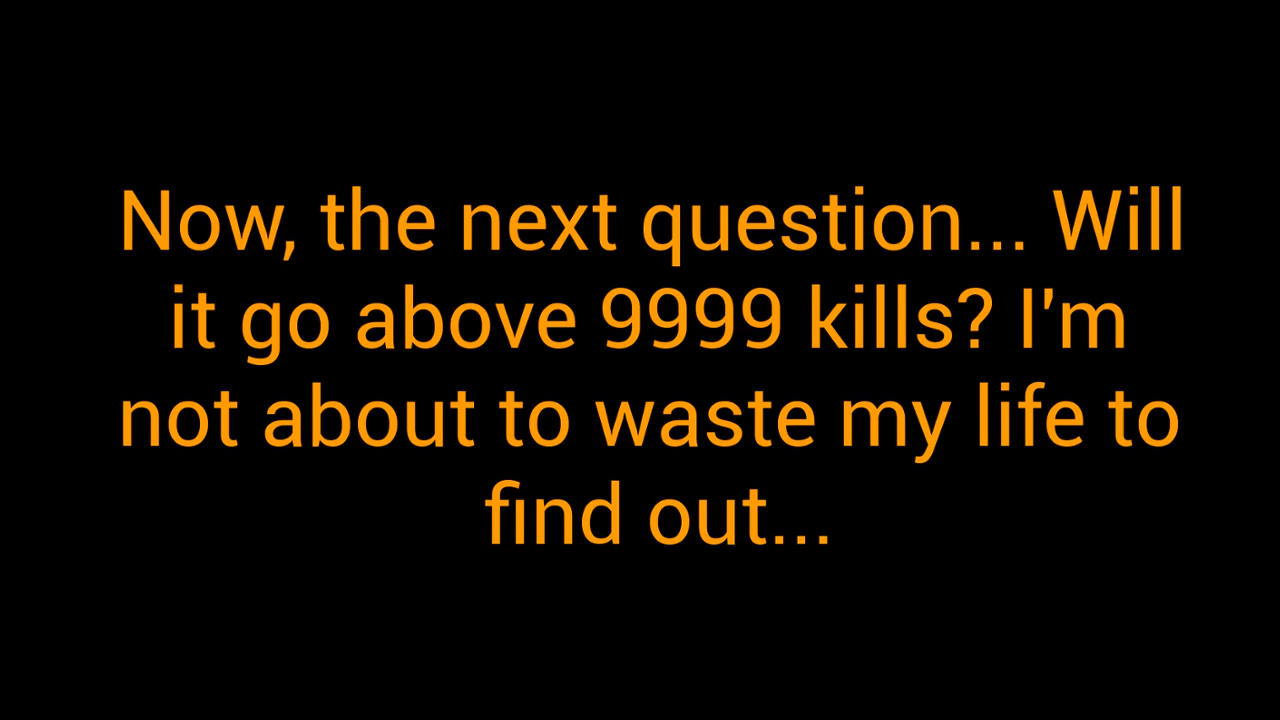 Now, the next question... Will
it go above 9999 kills? I'm
not about to waste my life to
find out...